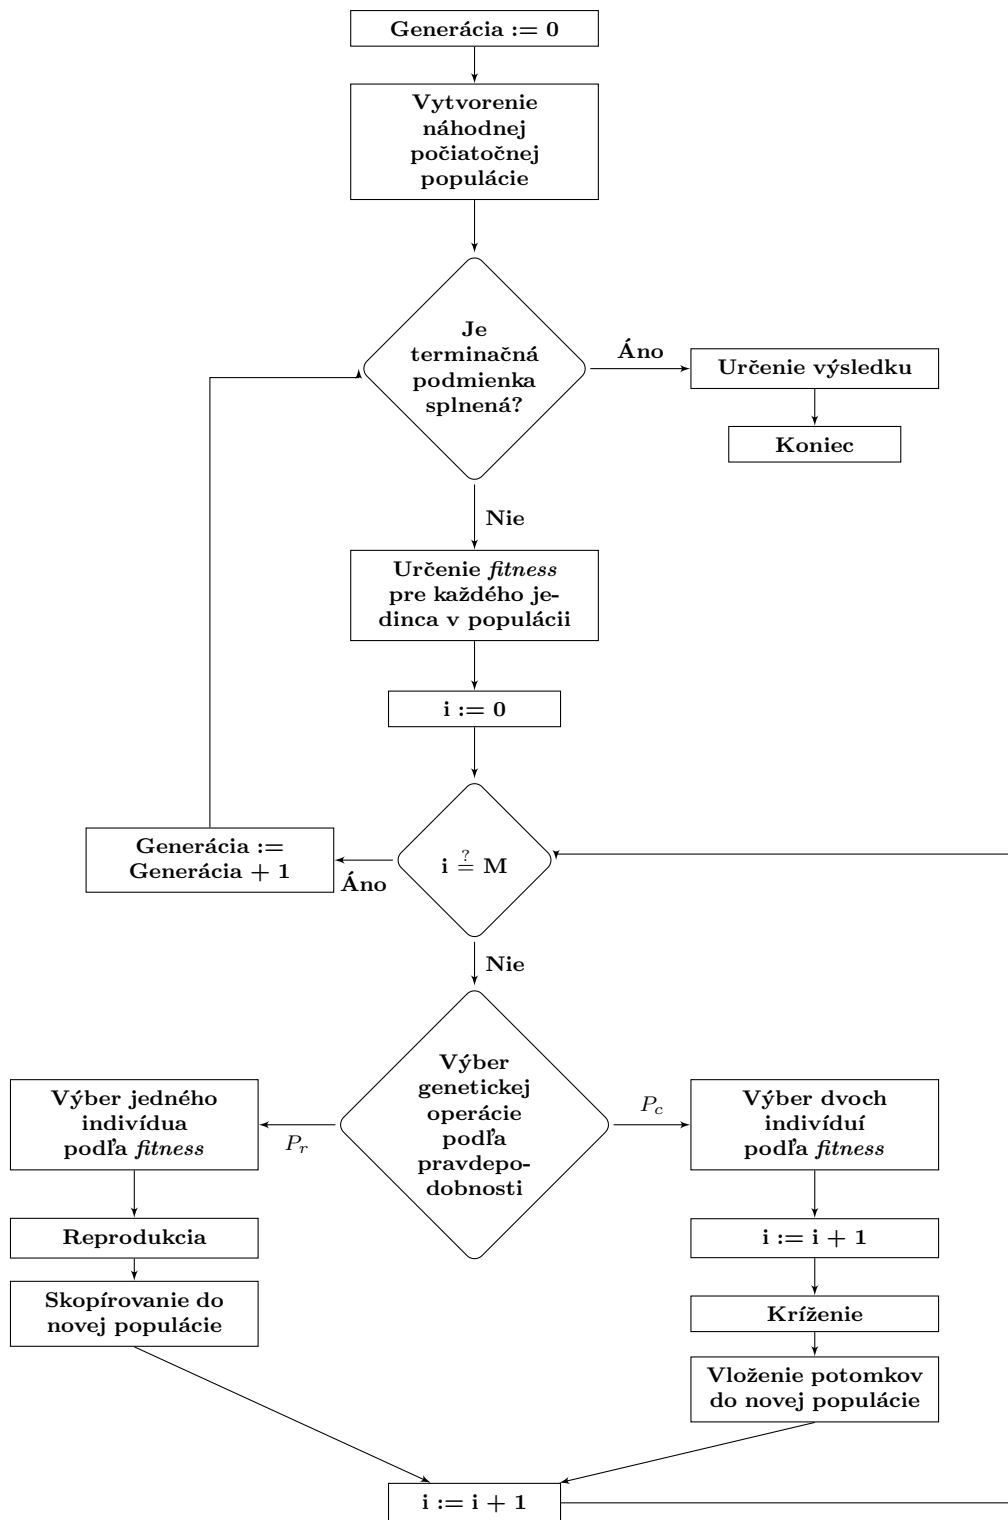 Generácia := 0
Vytvorenie
náhodnej
počiatočnej
populácie
Je
terminačná
podmienka
splnená?
Áno
Určenie výsledku
Koniec
Nie
Určenie fitness
pre každého je-
dinca v populácii
i := 0
Generácia :=
Generácia + 1
Áno
i ≟ M
Nie
Výber
genetickej
operácie
podľa
pravdepo-
dobnosti
P_r
Výber jedného
indivídua
podľa fitness
Reprodukcia
Skopírovanie do
novej populácie
P_c
Výber dvoch
indivíduí
podľa fitness
i := i + 1
Kríženie
Vloženie potomkov
do novej populácie
i := i + 1